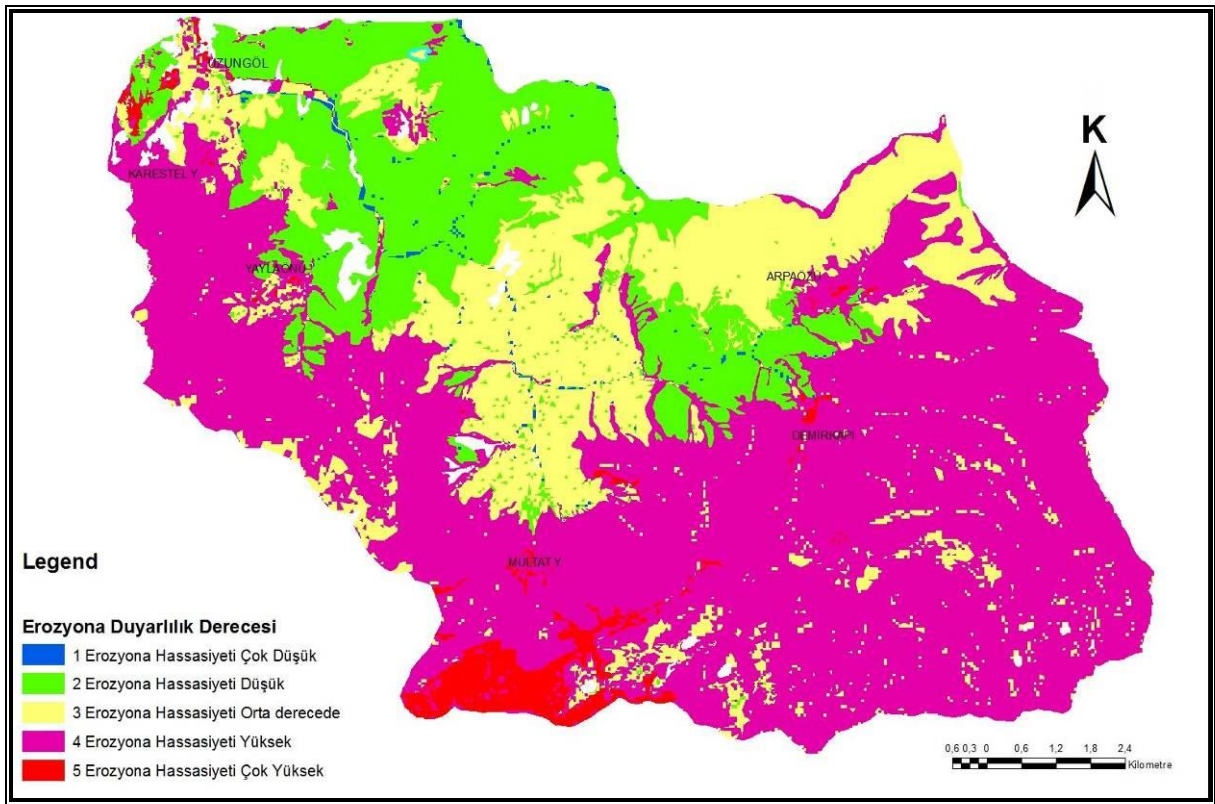 UZUNGÖL
K
KARESTEL Y.
YAYLAÖNÜ
ARPAÖZÜ
DEMİRKAPI
MULTAT Y.
Legend
Erozyona Duyarlılık Derecesi
1 Erozyona Hassasiyeti Çok Düşük
2 Erozyona Hassasiyeti Düşük
3 Erozyona Hassasiyeti Orta derecede
4 Erozyona Hassasiyeti Yüksek
5 Erozyona Hassasiyeti Çok Yüksek
0,6 0,3 0 0,6 1,2 1,8 2,4
Kilometre